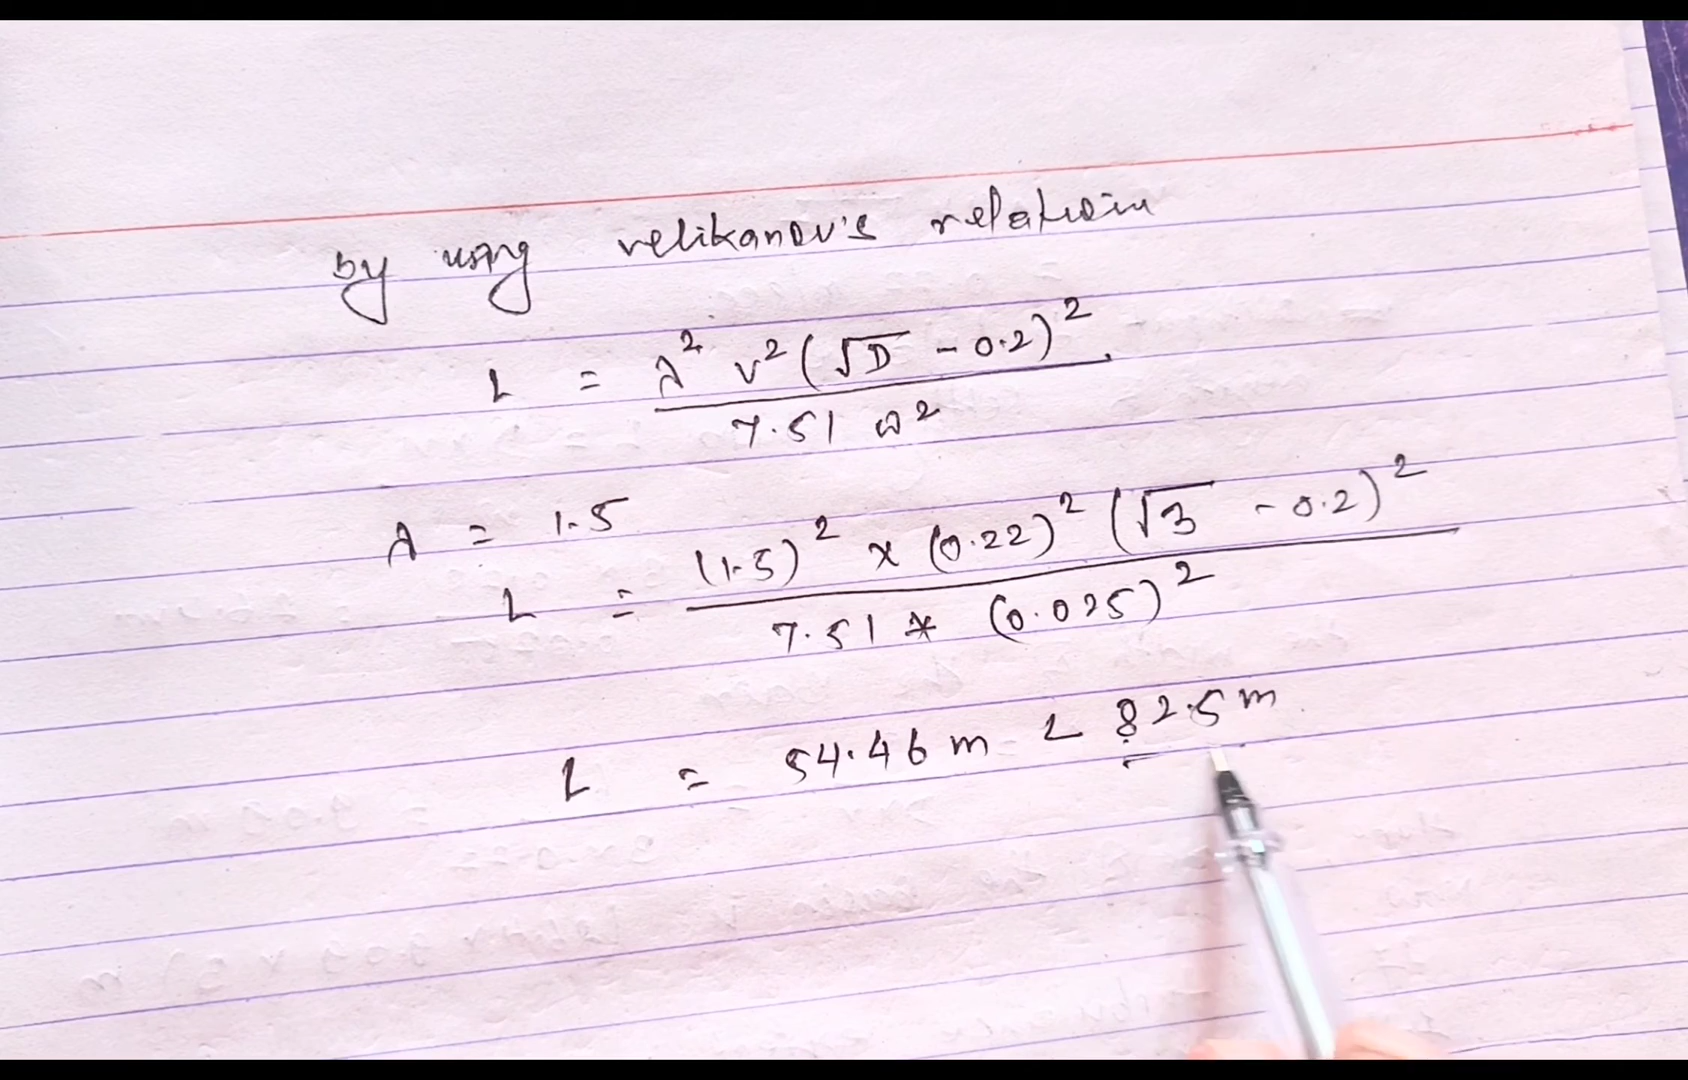 by using velikanov's relation
L = λ² v² (√D - 0.2)² / 7.51 ω²
λ = 1.5
L = (1.5)² x (0.22)² (√3 - 0.2)² / 7.51 * (0.025)²
L = 54.46 m < 82.5 m